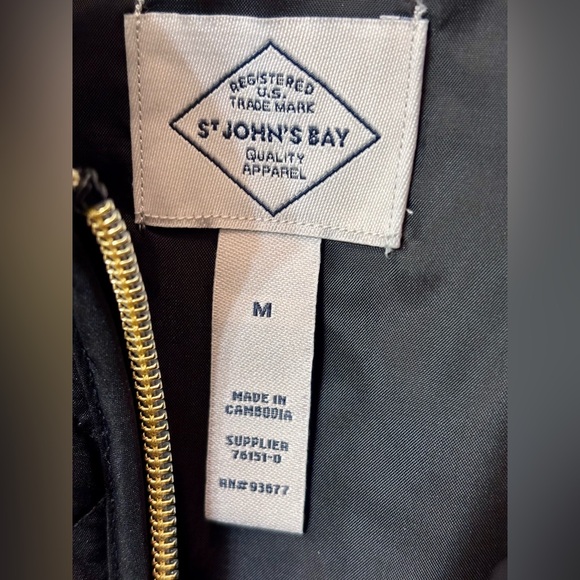 REGISTERED
U.S.
TRADE MARK
ST JOHN'S BAY
QUALITY
APPAREL
M
MADE IN
CAMBODIA
SUPPLIER
76151-0
RN#93677